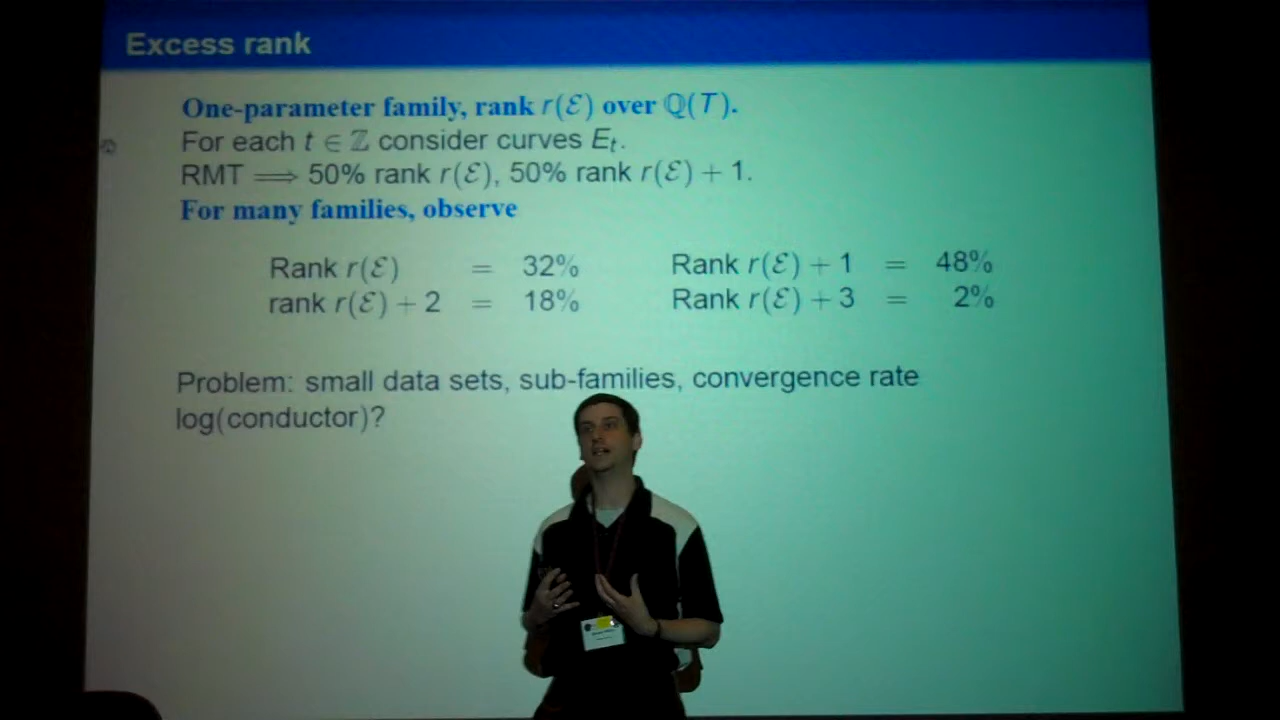 Excess rank
One-parameter family, rank r(ℰ) over ℚ(T).
For each t ∈ ℤ consider curves E_t.
RMT ⟹ 50% rank r(ℰ), 50% rank r(ℰ) + 1.
For many families, observe
Rank r(ℰ) = 32% Rank r(ℰ) + 1 = 48%
rank r(ℰ) + 2 = 18% Rank r(ℰ) + 3 = 2%
Problem: small data sets, sub-families, convergence rate
log(conductor)?